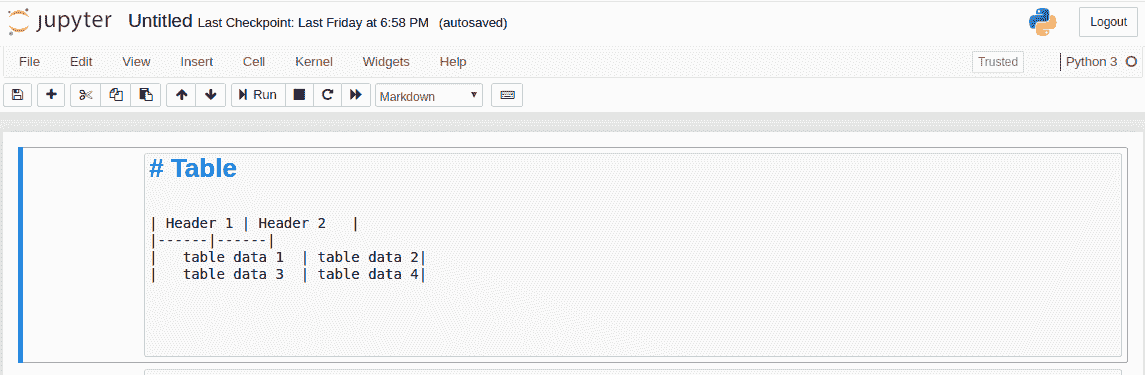 jupyter Untitled Last Checkpoint: Last Friday at 6:58 PM (autosaved) Logout
File Edit View Insert Cell Kernel Widgets Help Trusted Python 3
Run Markdown
# Table
| Header 1 | Header 2   |
|------|------|
|   table data 1  | table data 2|
|   table data 3  | table data 4|